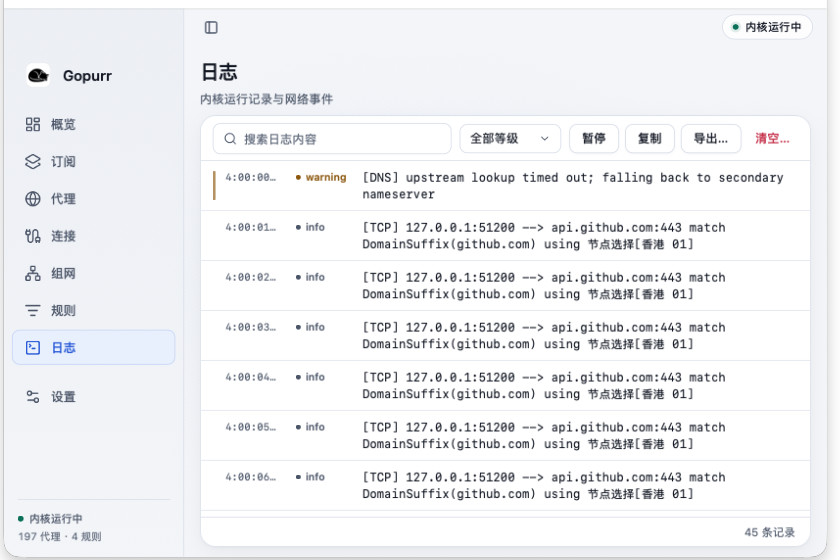 内核运行中
Gopurr
日志
内核运行记录与网络事件
概览
订阅
代理
连接
组网
规则
日志
设置
搜索日志内容
全部等级
暂停
复制
导出...
清空...
4:00:00… warning [DNS] upstream lookup timed out; falling back to secondary
nameserver
4:00:01… info [TCP] 127.0.0.1:51200 --> api.github.com:443 match
DomainSuffix(github.com) using 节点选择[香港 01]
4:00:02… info [TCP] 127.0.0.1:51200 --> api.github.com:443 match
DomainSuffix(github.com) using 节点选择[香港 01]
4:00:03… info [TCP] 127.0.0.1:51200 --> api.github.com:443 match
DomainSuffix(github.com) using 节点选择[香港 01]
4:00:04… info [TCP] 127.0.0.1:51200 --> api.github.com:443 match
DomainSuffix(github.com) using 节点选择[香港 01]
4:00:05… info [TCP] 127.0.0.1:51200 --> api.github.com:443 match
DomainSuffix(github.com) using 节点选择[香港 01]
4:00:06… info [TCP] 127.0.0.1:51200 --> api.github.com:443 match
DomainSuffix(github.com) using 节点选择[香港 01]
内核运行中
197 代理 · 4 规则
45 条记录